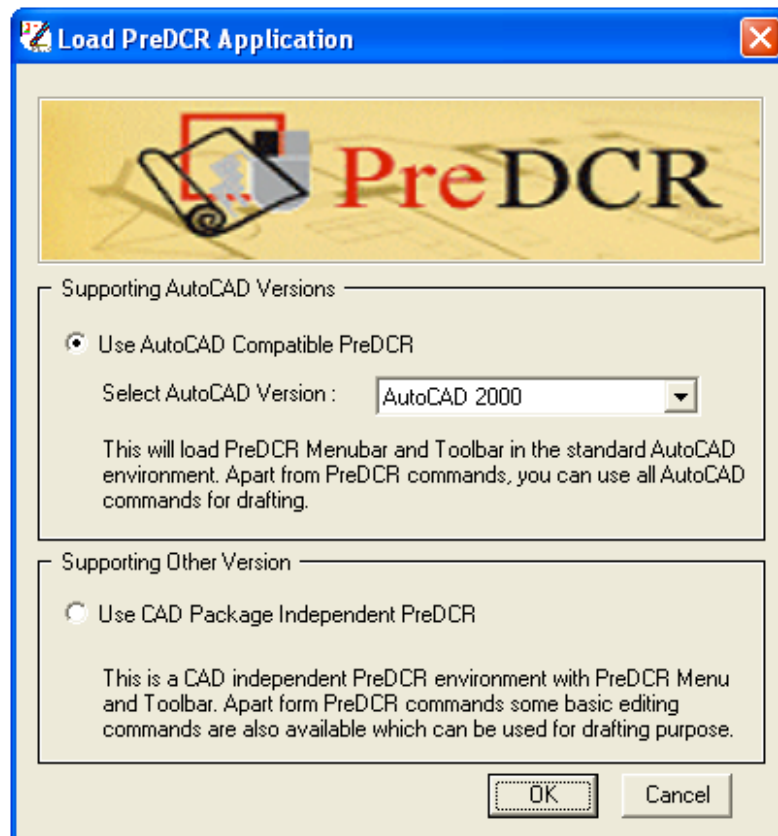 Load PreDCR Application
PreDCR
Supporting AutoCAD Versions
Use AutoCAD Compatible PreDCR
Select AutoCAD Version :
AutoCAD 2000
This will load PreDCR Menubar and Toolbar in the standard AutoCAD
environment. Apart from PreDCR commands, you can use all AutoCAD
commands for drafting.
Supporting Other Version
Use CAD Package Independent PreDCR
This is a CAD independent PreDCR environment with PreDCR Menu
and Toolbar. Apart form PreDCR commands some basic editing
commands are also available which can be used for drafting purpose.
OK
Cancel